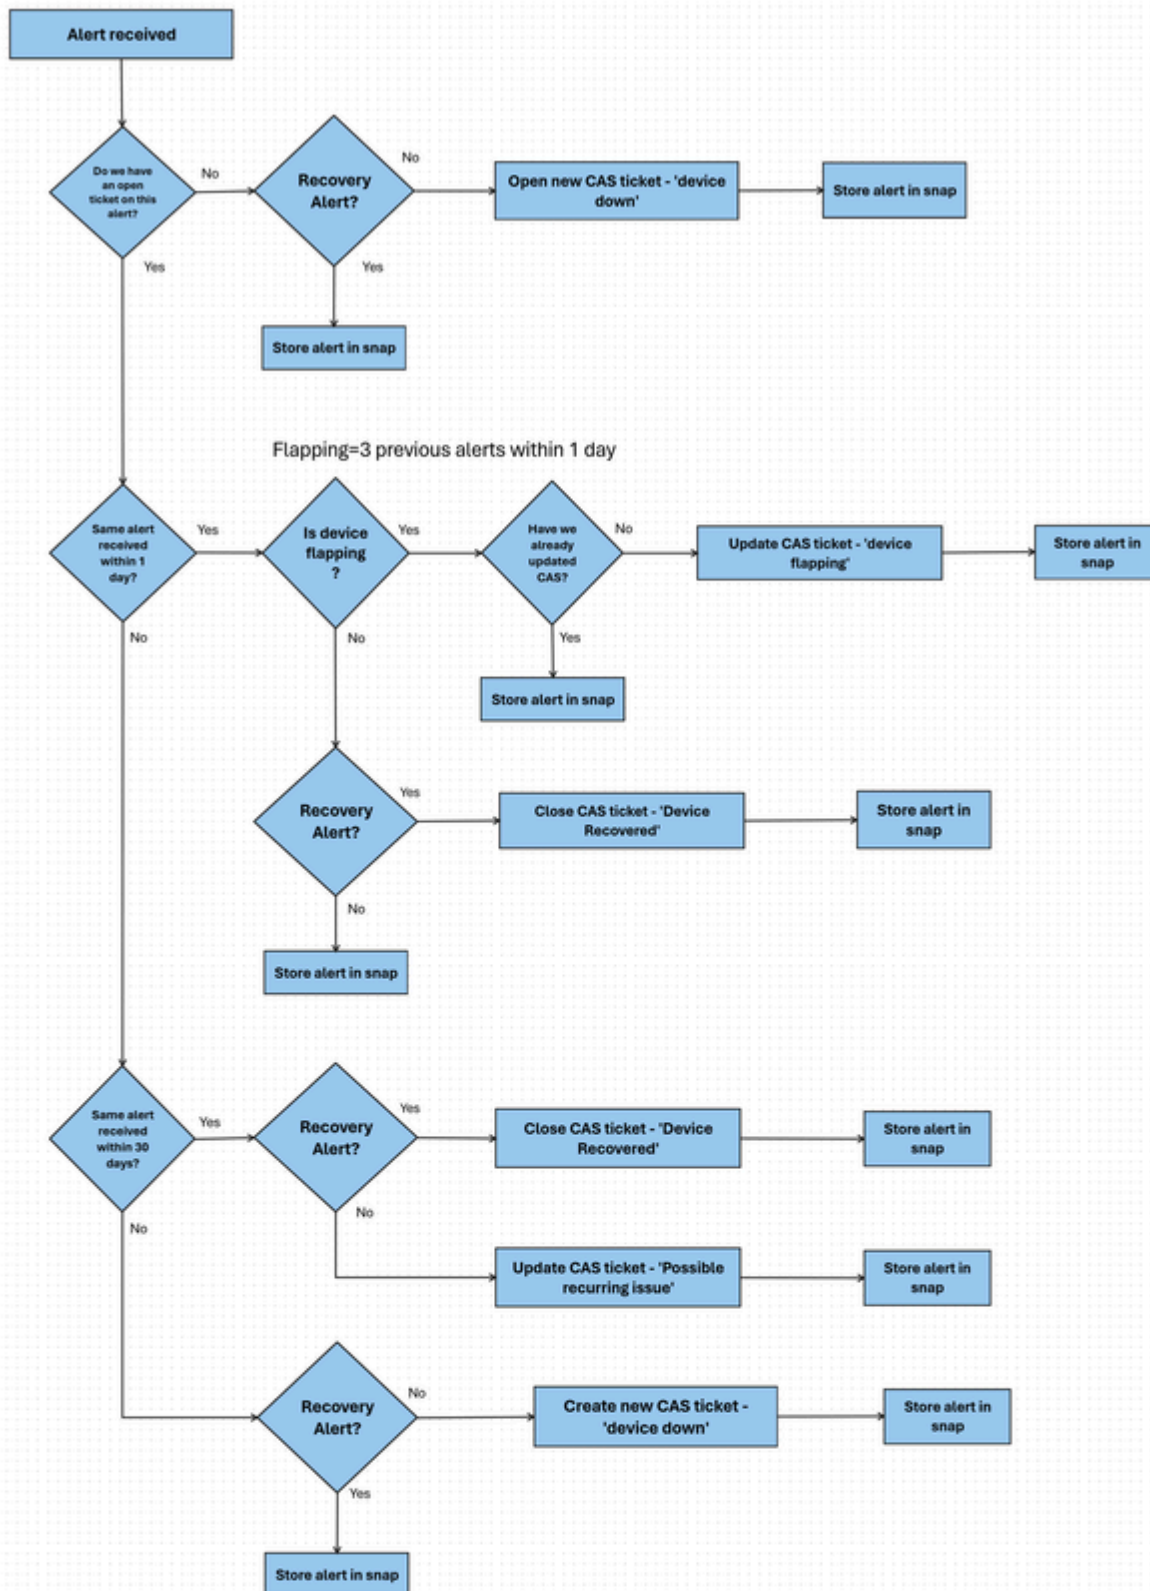 Alert received
Do we have
an open
ticket on this
alert?
No
Recovery
Alert?
No
Open new CAS ticket - 'device
down'
Store alert in snap
Yes
Yes
Store alert in snap
Flapping=3 previous alerts within 1 day
Same alert
received
within 1
day?
Yes
Is device
flapping
?
Yes
Have we
already
updated
CAS?
No
Update CAS ticket - 'device
flapping'
Store alert in
snap
No
No
Yes
Store alert in snap
Recovery
Alert?
Yes
Close CAS ticket - 'Device
Recovered'
Store alert in
snap
No
Store alert in snap
Same alert
received
within 30
days?
Yes
Recovery
Alert?
Yes
Close CAS ticket - 'Device
Recovered'
Store alert in
snap
No
No
Update CAS ticket - 'Possible
recurring issue'
Store alert in
snap
Recovery
Alert?
No
Create new CAS ticket -
'device down'
Store alert in
snap
Yes
Store alert in snap